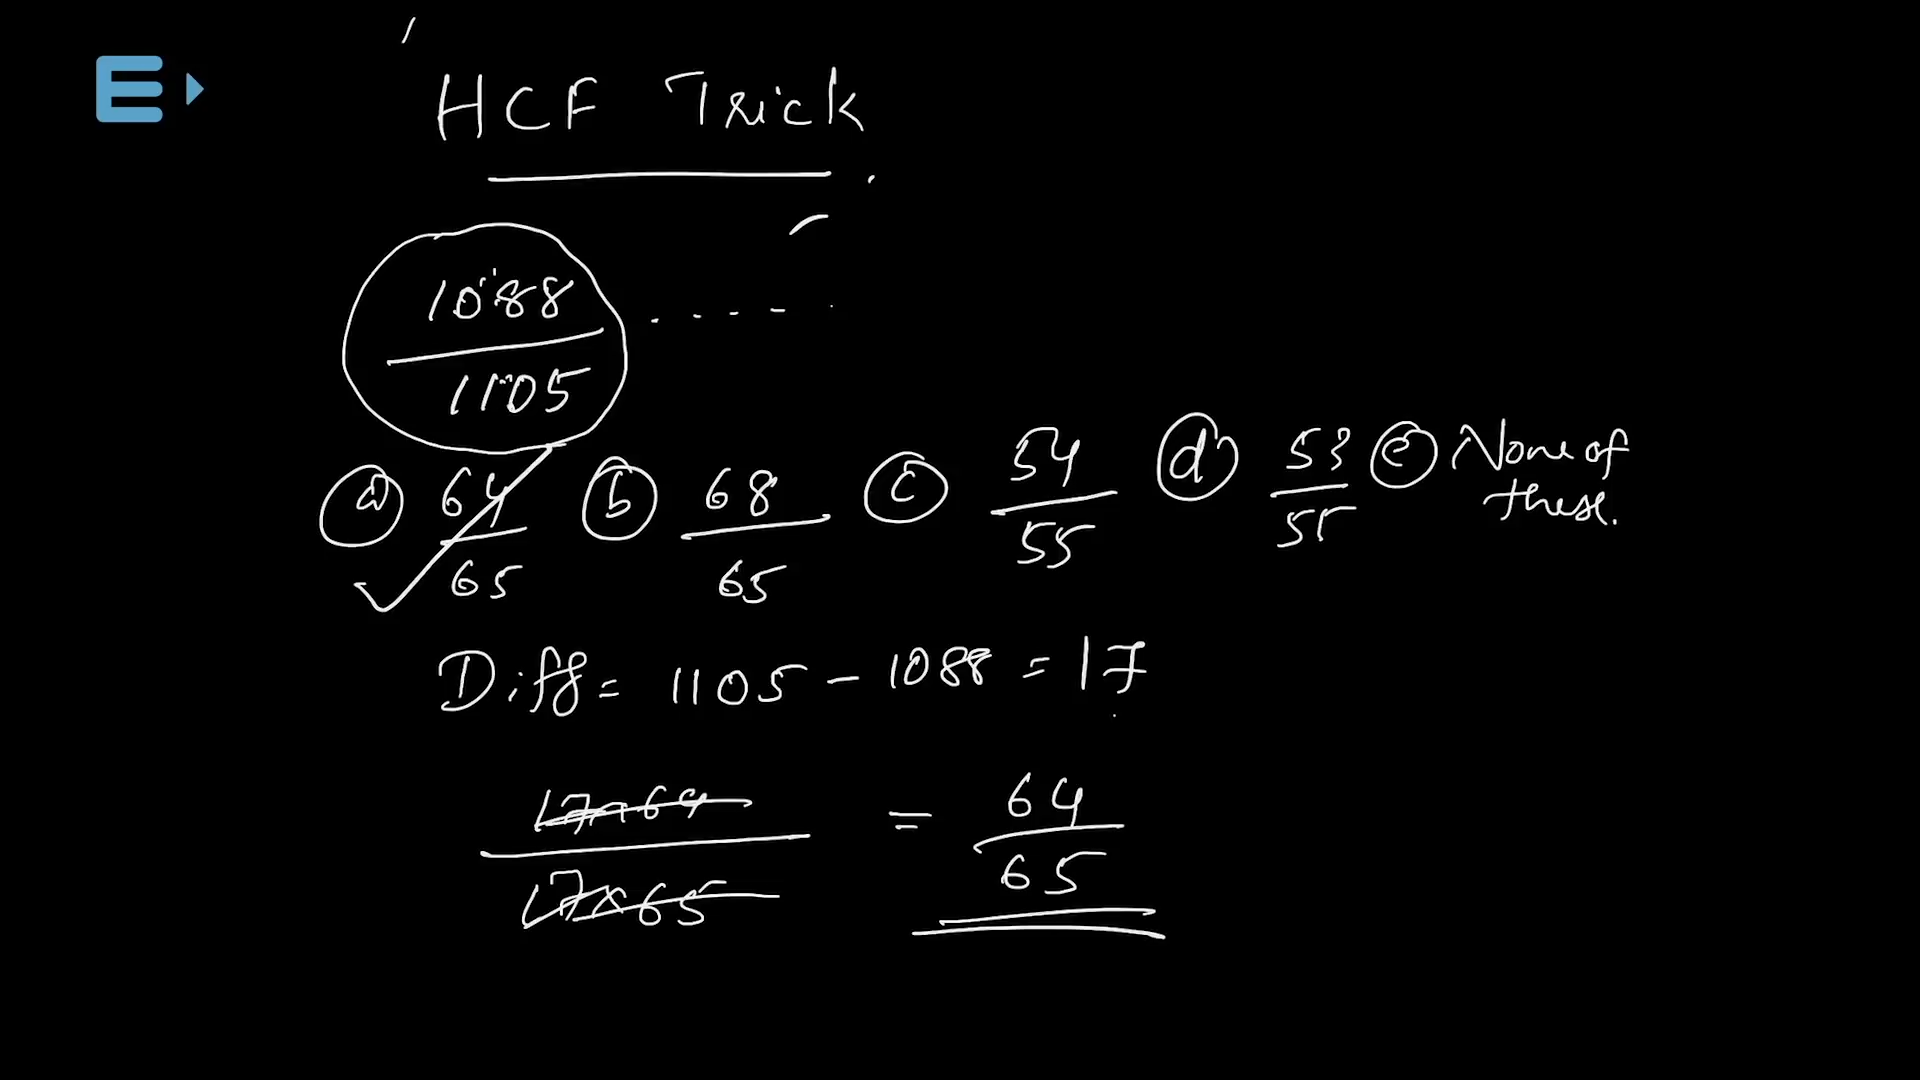 HCF Trick
1088
1105
(a) 64/65 (b) 68/65 (c) 54/55 (d) 53/55 (e) None of these.
Diff = 1105 - 1088 = 17
17×64 / 17×65 = 64/65